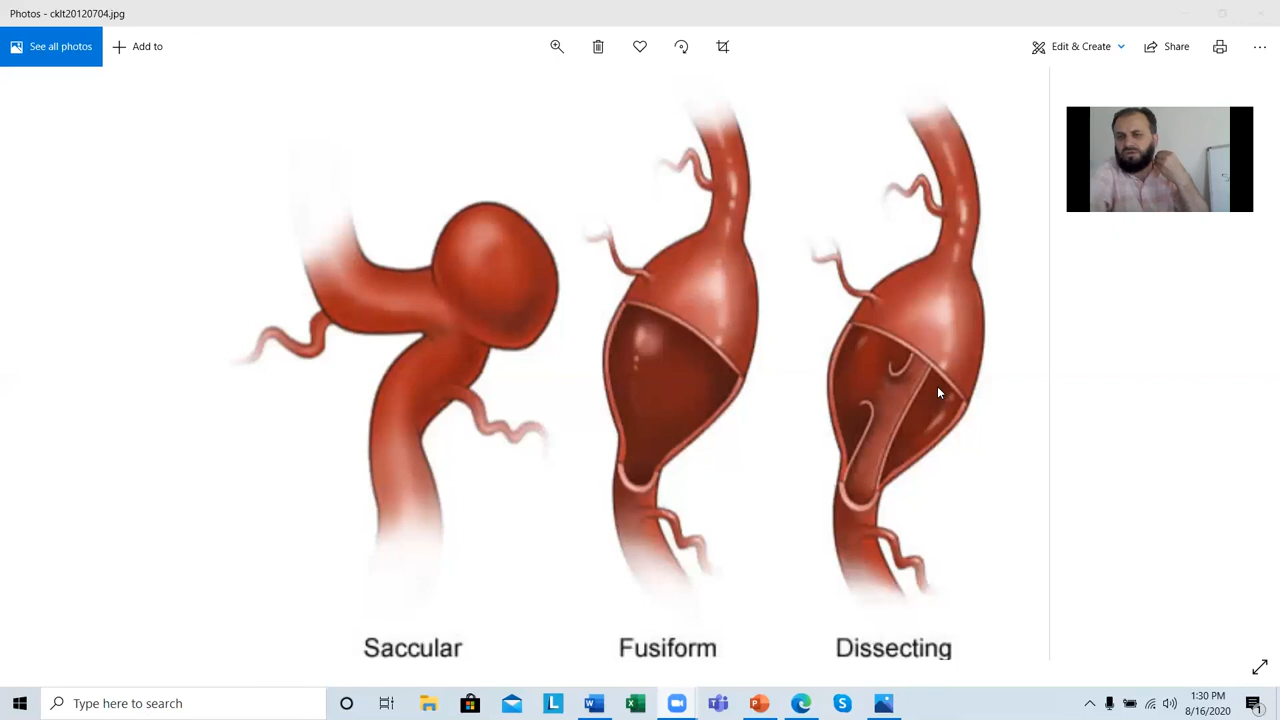 Photos - cklt20120704.jpg
See all photos
Add to
Edit & Create
Share
Saccular
Fusiform
Dissecting
Type here to search
1:30 PM
8/16/2020